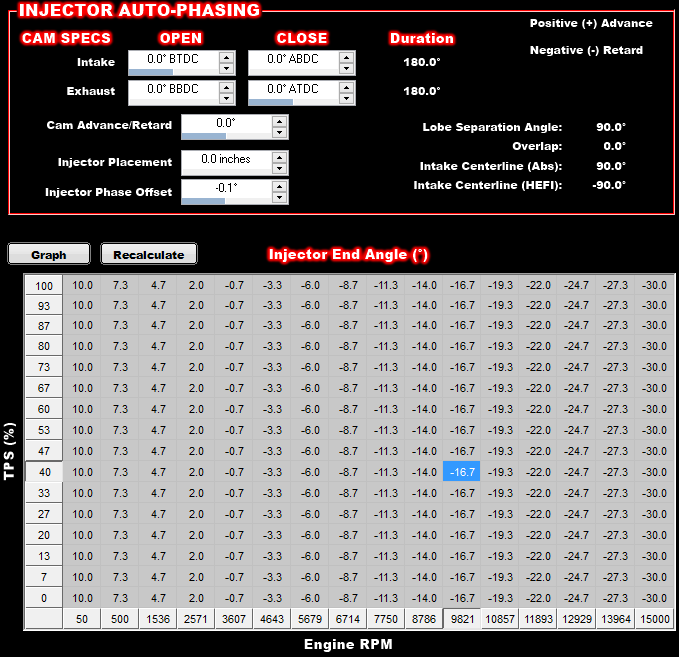 INJECTOR AUTO-PHASING
Positive (+) Advance
CAM SPECS OPEN CLOSE Duration
Negative (-) Retard
Intake 0.0° BTDC 0.0° ABDC 180.0°
Exhaust 0.0° BBDC 0.0° ATDC 180.0°
Cam Advance/Retard 0.0° Lobe Separation Angle: 90.0°
Overlap: 0.0°
Injector Placement 0.0 inches Intake Centerline (Abs): 90.0°
Injector Phase Offset -0.1° Intake Centerline (HEFI): -90.0°
Graph Recalculate Injector End Angle (°)
100 10.0 7.3 4.7 2.0 -0.7 -3.3 -6.0 -8.7 -11.3 -14.0 -16.7 -19.3 -22.0 -24.7 -27.3 -30.0
93 10.0 7.3 4.7 2.0 -0.7 -3.3 -6.0 -8.7 -11.3 -14.0 -16.7 -19.3 -22.0 -24.7 -27.3 -30.0
87 10.0 7.3 4.7 2.0 -0.7 -3.3 -6.0 -8.7 -11.3 -14.0 -16.7 -19.3 -22.0 -24.7 -27.3 -30.0
80 10.0 7.3 4.7 2.0 -0.7 -3.3 -6.0 -8.7 -11.3 -14.0 -16.7 -19.3 -22.0 -24.7 -27.3 -30.0
73 10.0 7.3 4.7 2.0 -0.7 -3.3 -6.0 -8.7 -11.3 -14.0 -16.7 -19.3 -22.0 -24.7 -27.3 -30.0
67 10.0 7.3 4.7 2.0 -0.7 -3.3 -6.0 -8.7 -11.3 -14.0 -16.7 -19.3 -22.0 -24.7 -27.3 -30.0
60 10.0 7.3 4.7 2.0 -0.7 -3.3 -6.0 -8.7 -11.3 -14.0 -16.7 -19.3 -22.0 -24.7 -27.3 -30.0
53 10.0 7.3 4.7 2.0 -0.7 -3.3 -6.0 -8.7 -11.3 -14.0 -16.7 -19.3 -22.0 -24.7 -27.3 -30.0
47 10.0 7.3 4.7 2.0 -0.7 -3.3 -6.0 -8.7 -11.3 -14.0 -16.7 -19.3 -22.0 -24.7 -27.3 -30.0
TPS (%)
40 10.0 7.3 4.7 2.0 -0.7 -3.3 -6.0 -8.7 -11.3 -14.0 -16.7 -19.3 -22.0 -24.7 -27.3 -30.0
33 10.0 7.3 4.7 2.0 -0.7 -3.3 -6.0 -8.7 -11.3 -14.0 -16.7 -19.3 -22.0 -24.7 -27.3 -30.0
27 10.0 7.3 4.7 2.0 -0.7 -3.3 -6.0 -8.7 -11.3 -14.0 -16.7 -19.3 -22.0 -24.7 -27.3 -30.0
20 10.0 7.3 4.7 2.0 -0.7 -3.3 -6.0 -8.7 -11.3 -14.0 -16.7 -19.3 -22.0 -24.7 -27.3 -30.0
13 10.0 7.3 4.7 2.0 -0.7 -3.3 -6.0 -8.7 -11.3 -14.0 -16.7 -19.3 -22.0 -24.7 -27.3 -30.0
7 10.0 7.3 4.7 2.0 -0.7 -3.3 -6.0 -8.7 -11.3 -14.0 -16.7 -19.3 -22.0 -24.7 -27.3 -30.0
0 10.0 7.3 4.7 2.0 -0.7 -3.3 -6.0 -8.7 -11.3 -14.0 -16.7 -19.3 -22.0 -24.7 -27.3 -30.0
50 500 1536 2571 3607 4643 5679 6714 7750 8786 9821 10857 11893 12929 13964 15000
Engine RPM